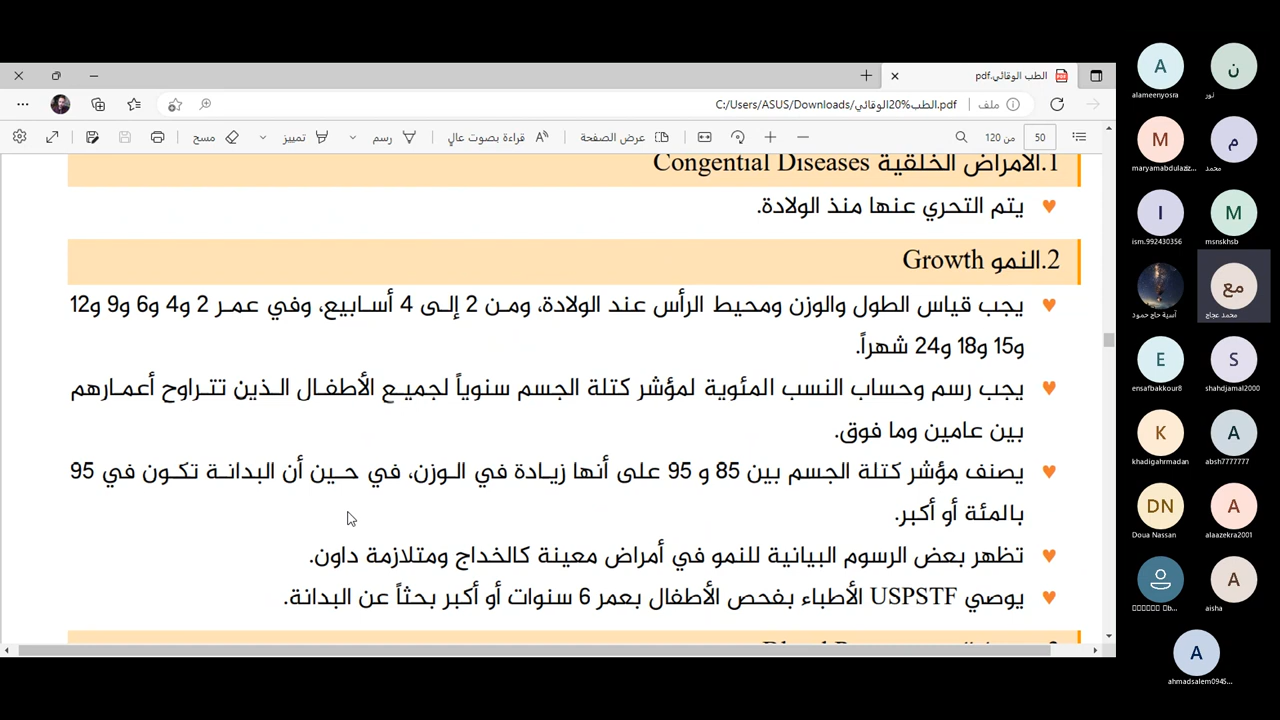 الطب الوقائي.pdf
ملف
C:/Users/ASUS/Downloads/الطب%20الوقائي.pdf
50
من 120
عرض الصفحة
قراءة بصوت عالٍ
رسم
تمييز
مسح
1.الأمراض الخلقية Congential Diseases
يتم التحري عنها منذ الولادة.
2.النمو Growth
يجب قياس الطول والوزن ومحيط الرأس عند الولادة، ومن 2 إلى 4 أسابيع، وفي عمر 2 و4 و6 و9 و12
و15 و18 و24 شهراً.
يجب رسم وحساب النسب المئوية لمؤشر كتلة الجسم سنوياً لجميع الأطفال الذين تتراوح أعمارهم
بين عامين وما فوق.
يصنف مؤشر كتلة الجسم بين 85 و 95 على أنها زيادة في الوزن، في حين أن البدانة تكون في 95
بالمئة أو أكبر.
تظهر بعض الرسوم البيانية للنمو في أمراض معينة كالخداج ومتلازمة داون.
يوصي USPSTF الأطباء بفحص الأطفال بعمر 6 سنوات أو أكبر بحثاً عن البدانة.
A
alameenyosra
ن
نور
M
maryamabdulaziz...
م
محمد
I
ism.992430356
M
msnskhsb
آسية حاج حمود
مع
محمد عجاج
E
ensafbakkour8
S
shahdjamal2000
K
khadigahrmadan
A
absh7777777
DN
Doua Nassan
A
alaazekra2001
A
aisha
A
ahmadsalem0945...